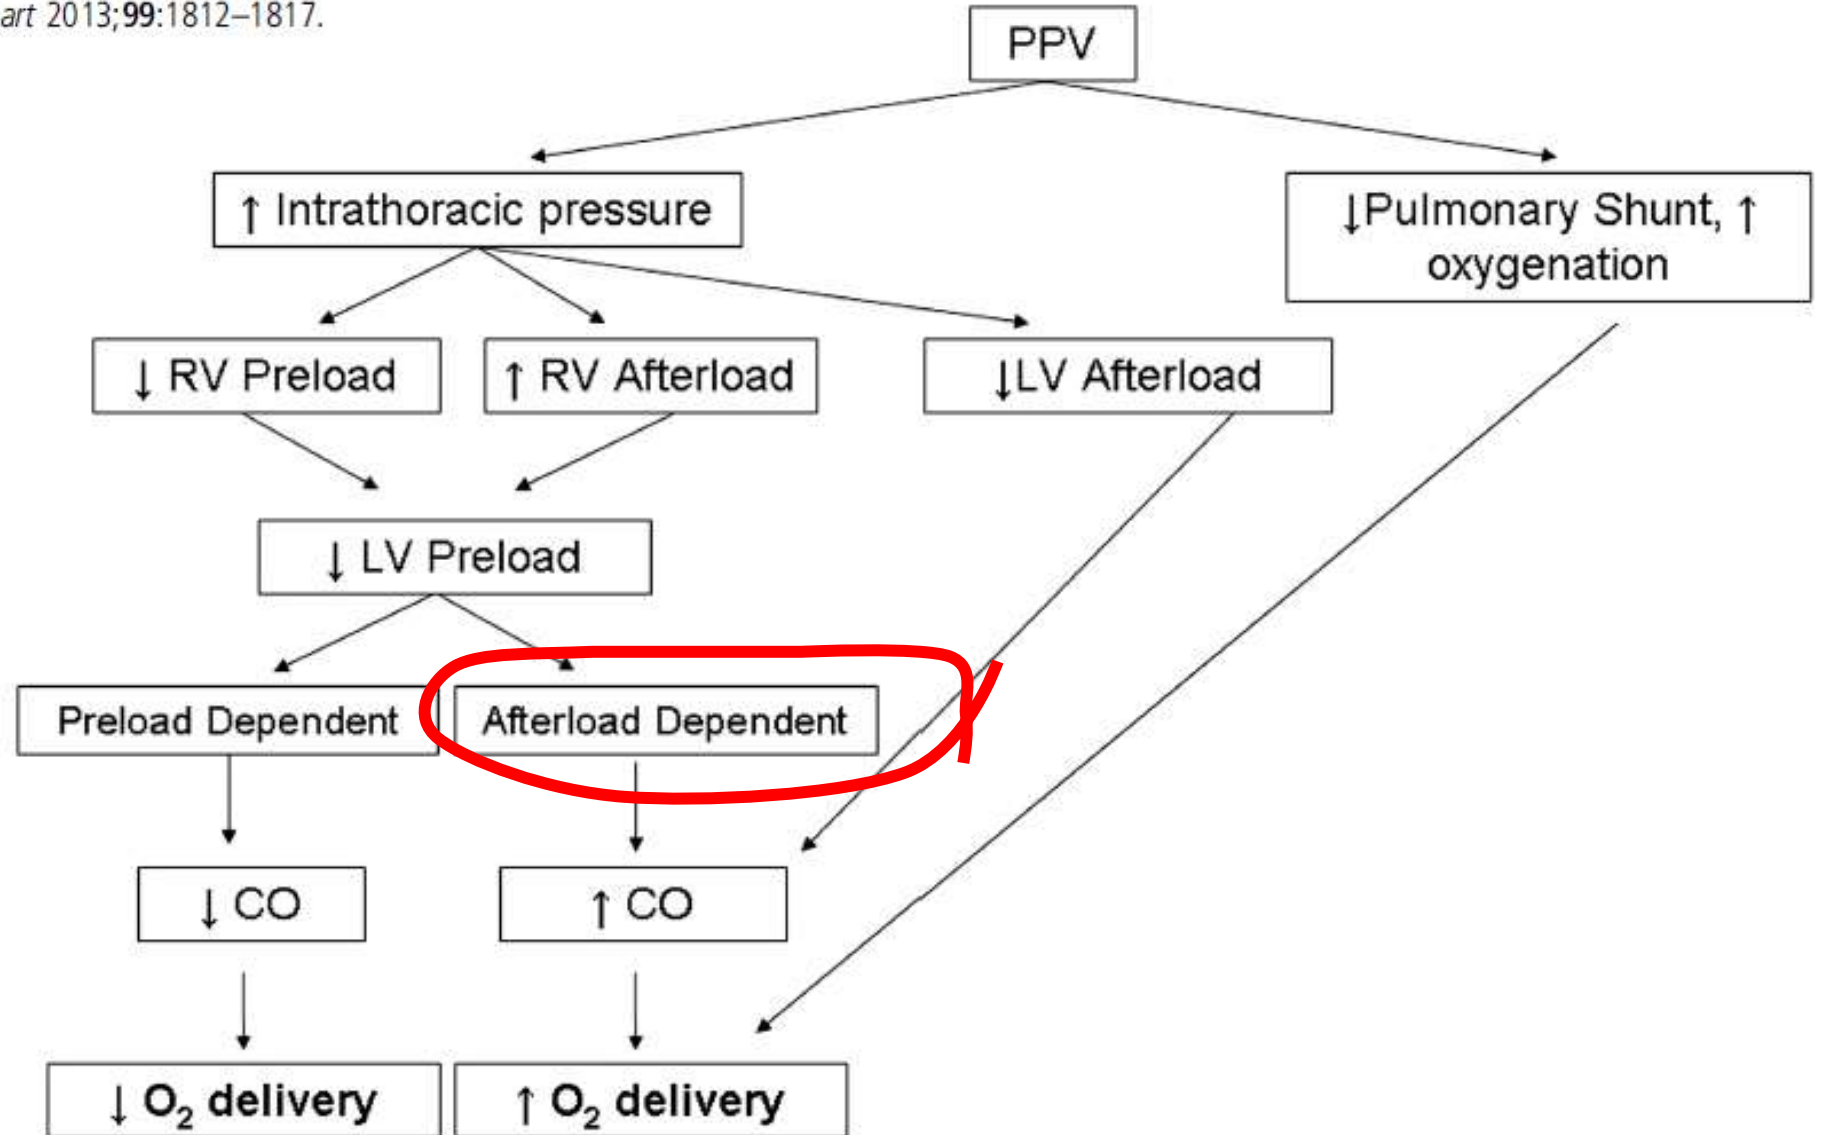 art 2013;99:1812–1817.
PPV
↑ Intrathoracic pressure
↓Pulmonary Shunt, ↑
oxygenation
↓ RV Preload
↑ RV Afterload
↓LV Afterload
↓ LV Preload
Preload Dependent
Afterload Dependent
↓ CO
↑ CO
↓ O₂ delivery
↑ O₂ delivery